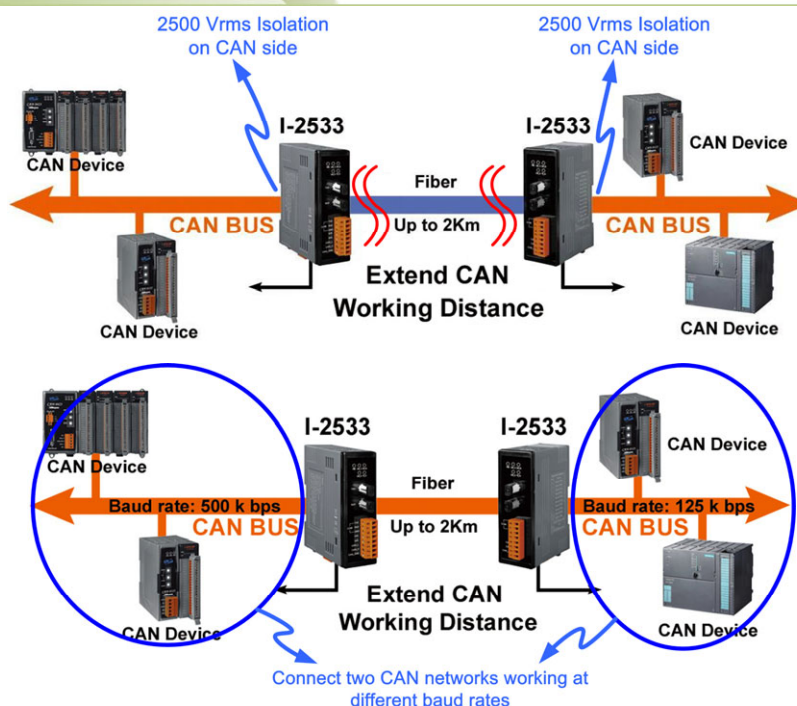 2500 Vrms Isolation
on CAN side
2500 Vrms Isolation
on CAN side
I-2533
I-2533
CAN Device
CAN Device
Fiber
CAN BUS
Up to 2Km
CAN BUS
Extend CAN
Working Distance
CAN Device
CAN Device
I-2533
I-2533
CAN Device
CAN Device
Fiber
Baud rate: 500 k bps
Baud rate: 125 k bps
CAN BUS
Up to 2Km
CAN BUS
Extend CAN
Working Distance
CAN Device
CAN Device
Connect two CAN networks working at
different baud rates